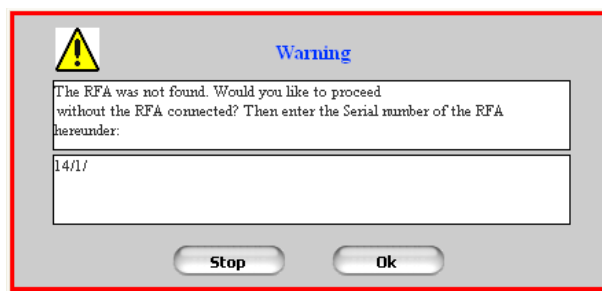 Warning
The RFA was not found. Would you like to proceed
without the RFA connected? Then enter the Serial number of the RFA
hereunder:
14/1/
Stop
Ok